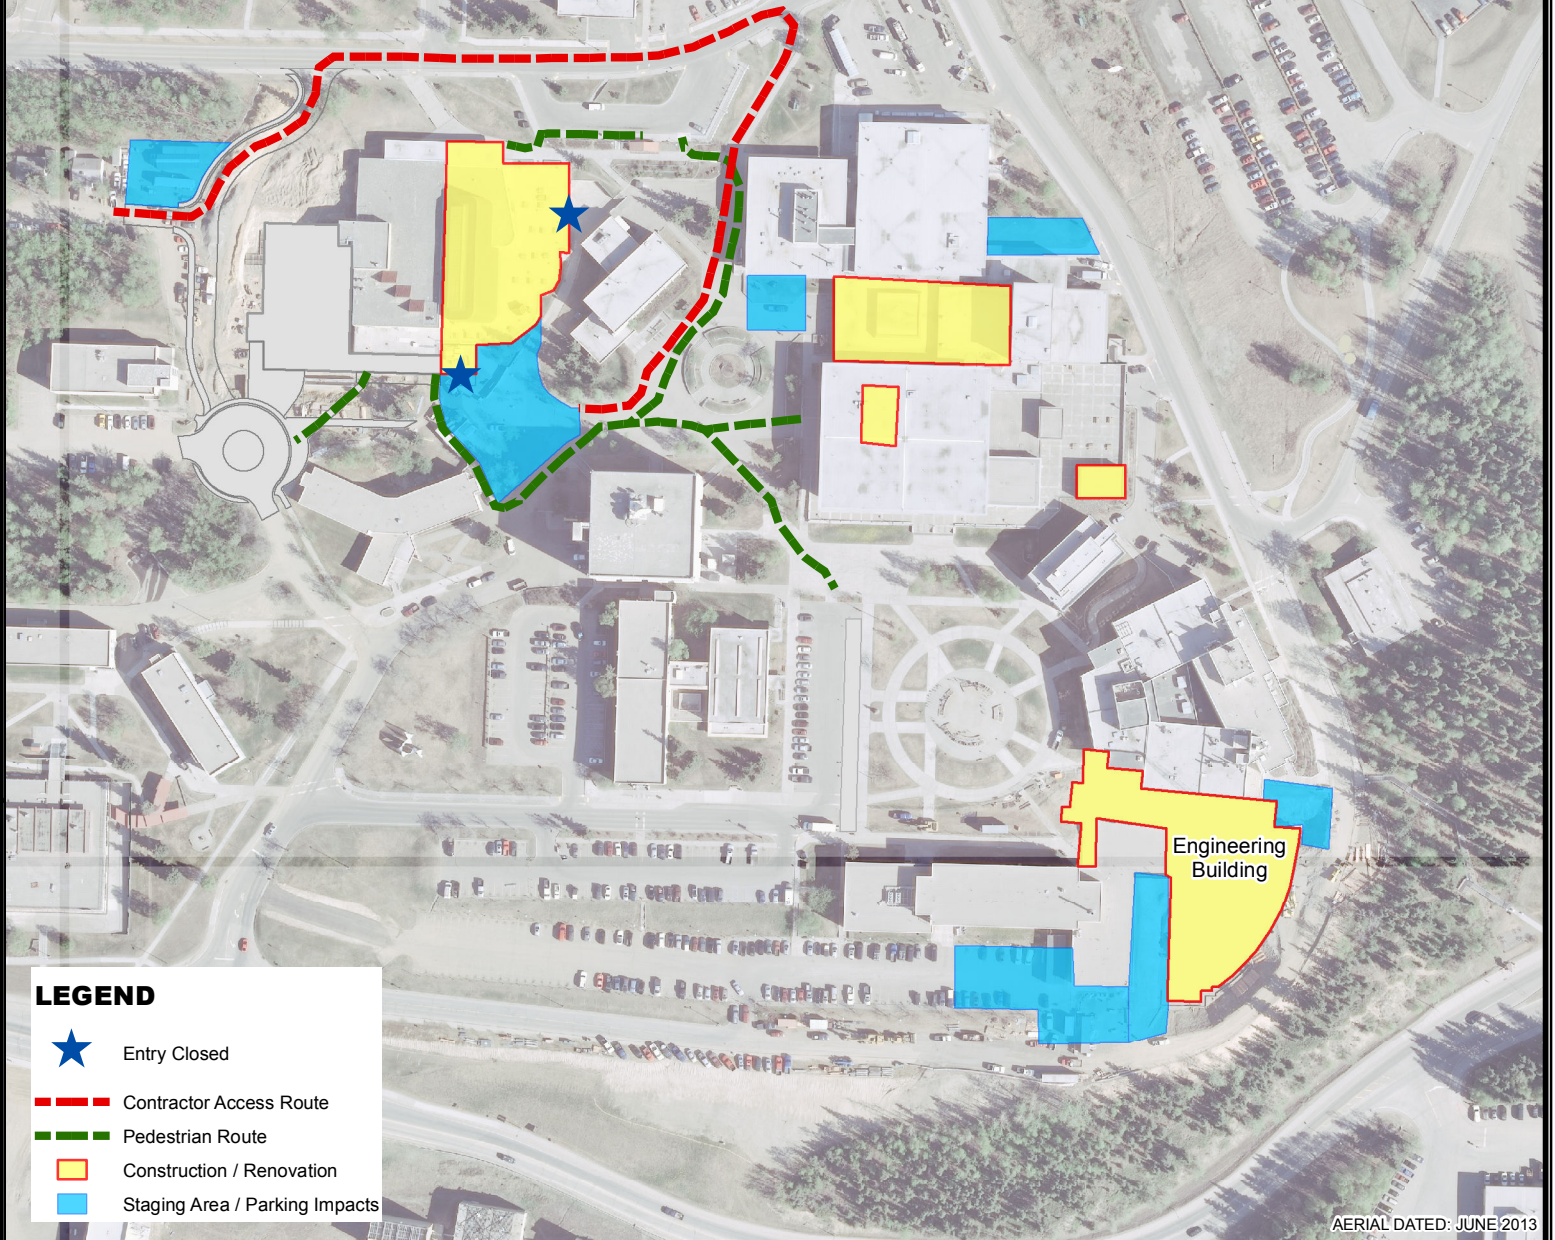 Engineering
Building
LEGEND
Entry Closed
Contractor Access Route
Pedestrian Route
Construction / Renovation
Staging Area / Parking Impacts
AERIAL DATED: JUNE 2013